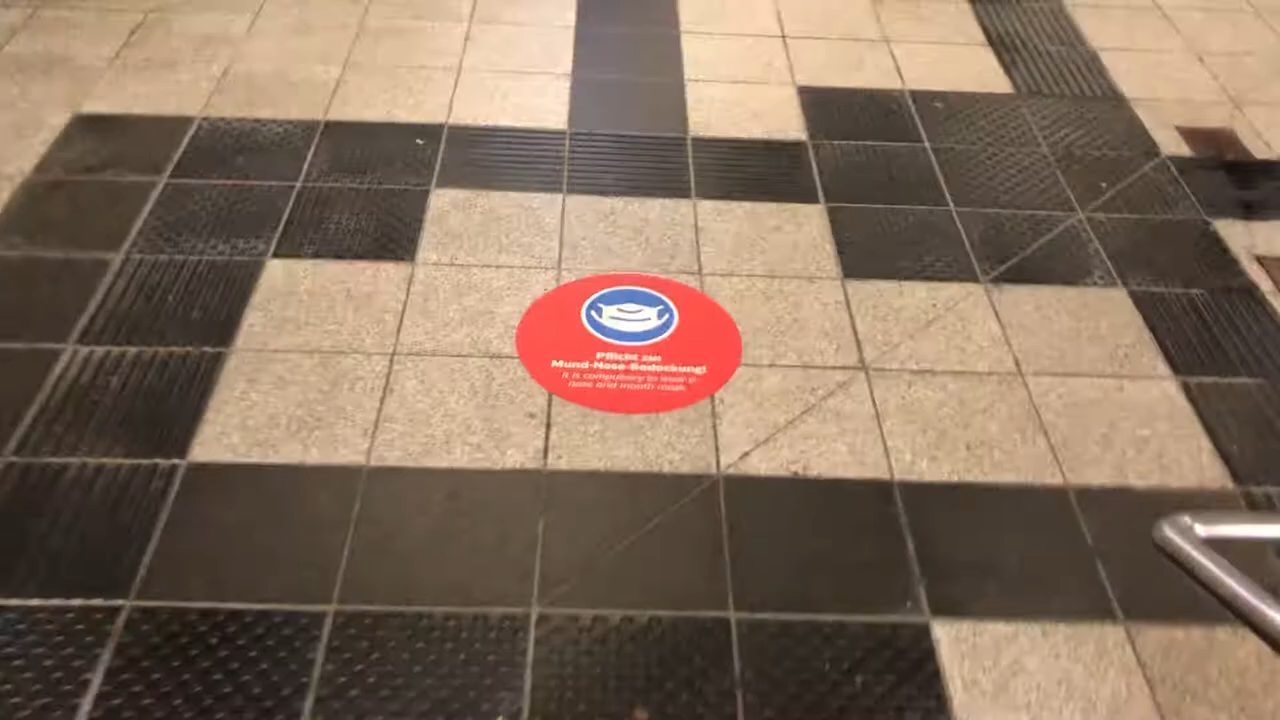 Pflicht zur
Mund-Nase-Bedeckung!
It is compulsory to wear a
nose and mouth mask